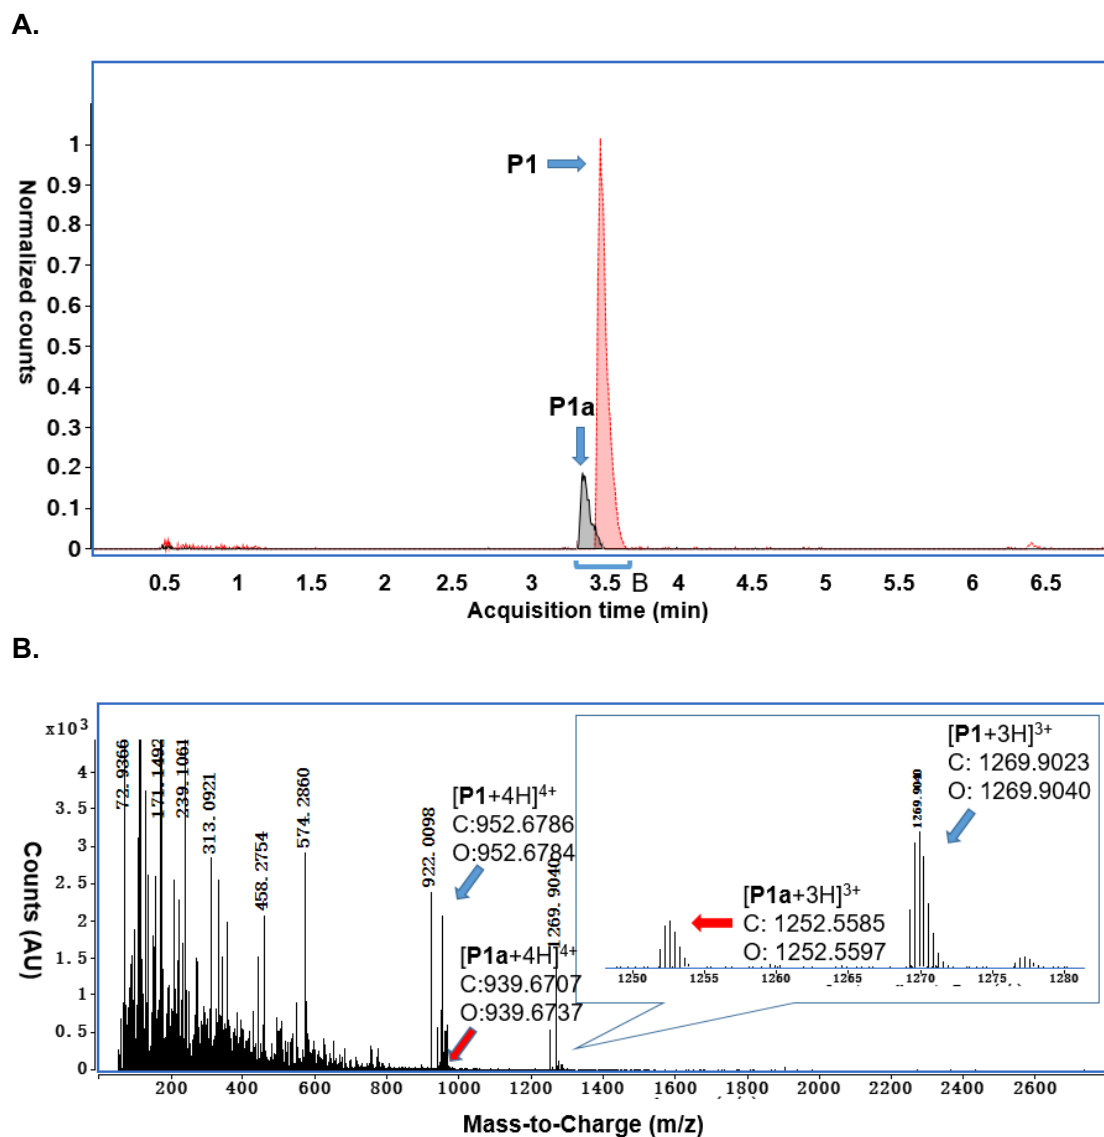 A.
Normalized counts
1
0.9
0.8
0.7
0.6
0.5
0.4
0.3
0.2
0.1
0
P1
P1a
0.5 1 1.5 2 2.5 3 3.5 B 4 4.5 5 5.5 6 6.5
Acquisition time (min)
B.
Counts (AU)
x10³
4
3.5
3
2.5
2
1.5
1
0.5
0
72.9366
171.1492
239.1061
313.0921
458.2754
574.2860
922.0098
1269.9040
[P1+4H]⁴⁺
C:952.6786
O:952.6784
[P1a+4H]⁴⁺
C:939.6707
O:939.6737
1269.9040
[P1+3H]³⁺
C: 1269.9023
O: 1269.9040
[P1a+3H]³⁺
C: 1252.5585
O: 1252.5597
1250 1255 1260 1265 1270 1275 1280
200 400 600 800 1000 1200 1400 1600 1800 2000 2200 2400 2600
Mass-to-Charge (m/z)